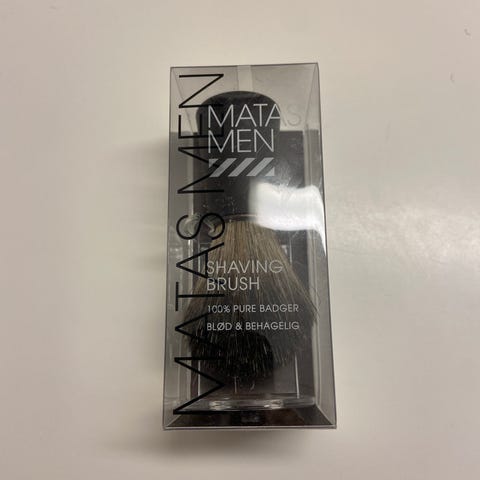 MATAS MEN
MATAS
MEN
SHAVING
BRUSH
100% PURE BADGER
BLØD & BEHAGELIG